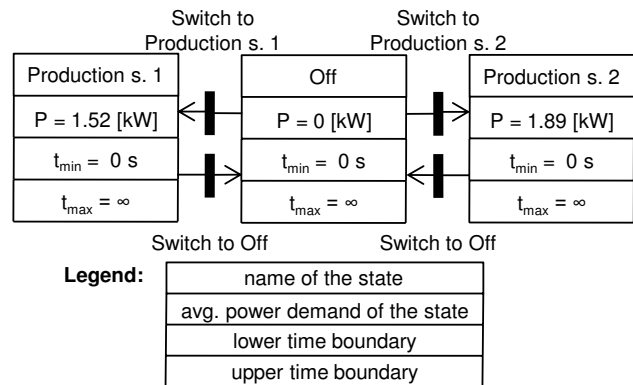 Switch to
Production s. 1
Switch to
Production s. 2
Production s. 1
Off
Production s. 2
P = 1.52 [kW]
P = 0 [kW]
P = 1.89 [kW]
tmin = 0 s
tmin = 0 s
tmin = 0 s
tmax = ∞
tmax = ∞
tmax = ∞
Switch to Off
Switch to Off
Legend:
name of the state
avg. power demand of the state
lower time boundary
upper time boundary